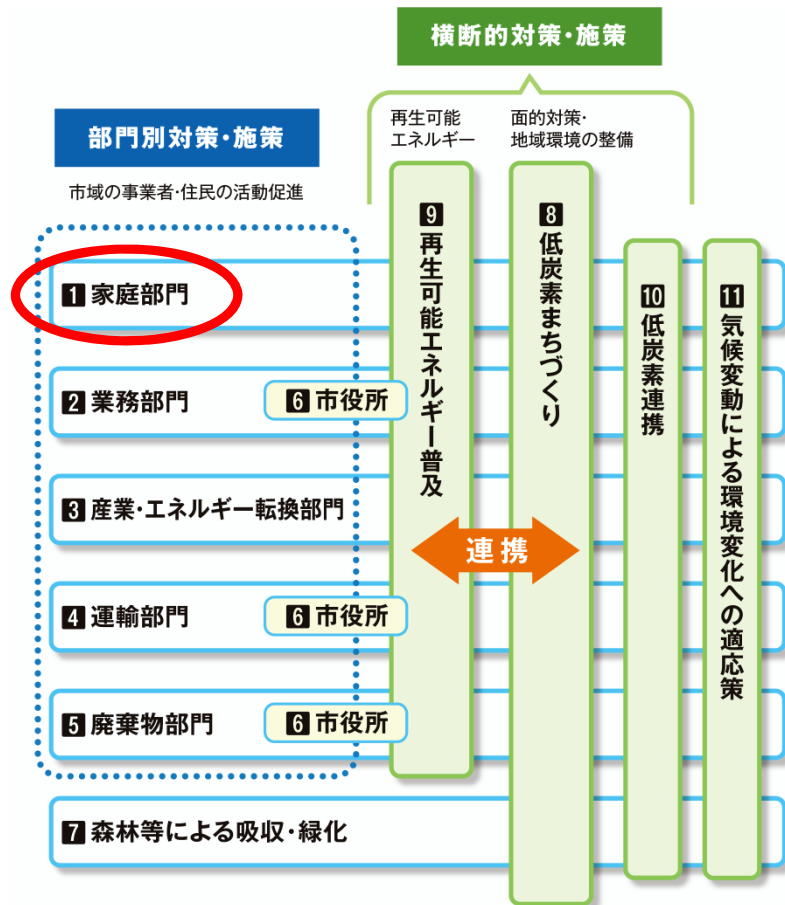 横断的対策・施策
再生可能
エネルギー
面的対策・
地域環境の整備
部門別対策・施策
市域の事業者・住民の活動促進
1 家庭部門
2 業務部門
6 市役所
3 産業・エネルギー転換部門
4 運輸部門
6 市役所
5 廃棄物部門
6 市役所
7 森林等による吸収・緑化
9 再生可能エネルギー普及
8 低炭素まちづくり
連携
10 低炭素連携
11 気候変動による環境変化への適応策